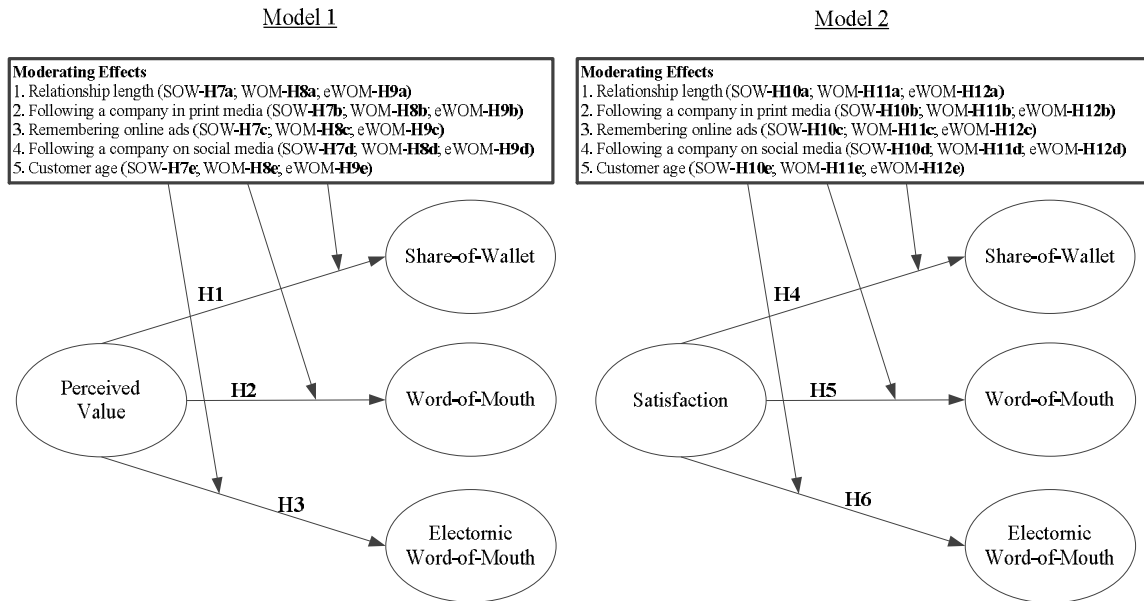 Model 1
Moderating Effects
1. Relationship length (SOW-H7a; WOM-H8a; eWOM-H9a)
2. Following a company in print media (SOW-H7b; WOM-H8b; eWOM-H9b)
3. Remembering online ads (SOW-H7c; WOM-H8c; eWOM-H9c)
4. Following a company on social media (SOW-H7d; WOM-H8d; eWOM-H9d)
5. Customer age (SOW-H7e; WOM-H8e; eWOM-H9e)
Share-of-Wallet
H1
Perceived
Value
H2
Word-of-Mouth
H3
Electornic
Word-of-Mouth
Model 2
Moderating Effects
1. Relationship length (SOW-H10a; WOM-H11a; eWOM-H12a)
2. Following a company in print media (SOW-H10b; WOM-H11b; eWOM-H12b)
3. Remembering online ads (SOW-H10c; WOM-H11c; eWOM-H12c)
4. Following a company on social media (SOW-H10d; WOM-H11d; eWOM-H12d)
5. Customer age (SOW-H10e; WOM-H11e; eWOM-H12e)
Share-of-Wallet
H4
Satisfaction
H5
Word-of-Mouth
H6
Electornic
Word-of-Mouth